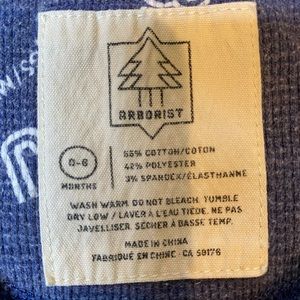 ARBORIST
0-6
MONTHS
55% COTTON/COTON
42% POLYESTER
3% SPANDEX/ÉLASTHANNE
WASH WARM DO NOT BLEACH. TUMBLE
DRY LOW / LAVER À L'EAU TIÈDE. NE PAS
JAVELLISER. SÉCHER À BASSE TEMP.
MADE IN CHINA
FABRIQUÉ EN CHINE · CA 59176